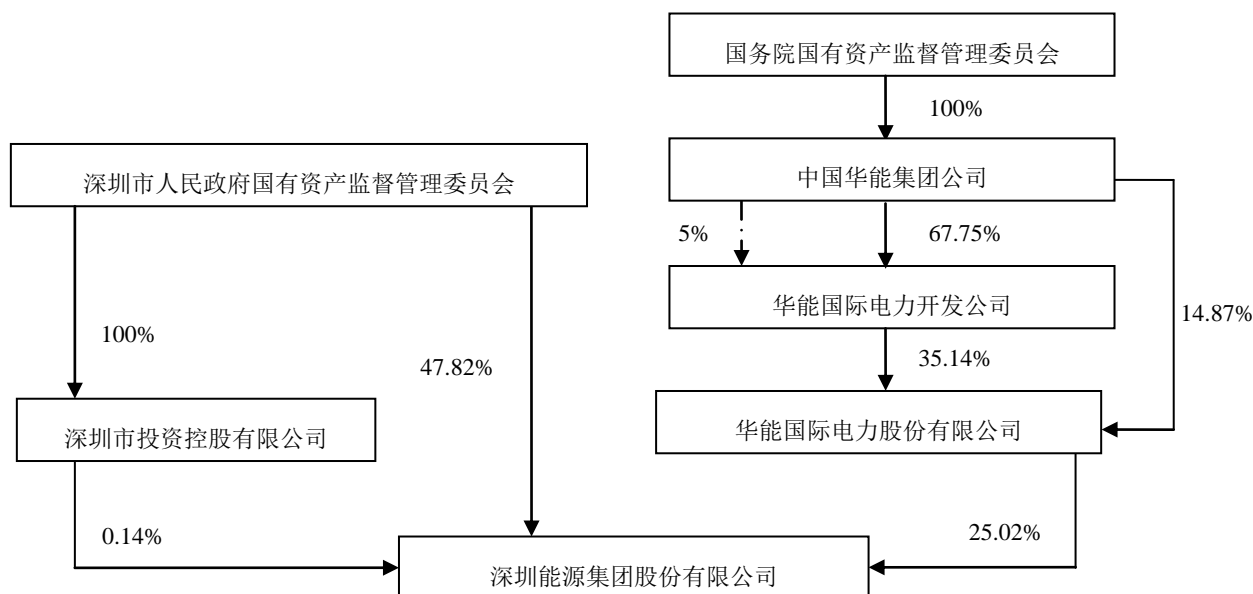 国务院国有资产监督管理委员会
100%
深圳市人民政府国有资产监督管理委员会
中国华能集团公司
5%
67.75%
华能国际电力开发公司
14.87%
100%
35.14%
47.82%
深圳市投资控股有限公司
华能国际电力股份有限公司
0.14%
25.02%
深圳能源集团股份有限公司